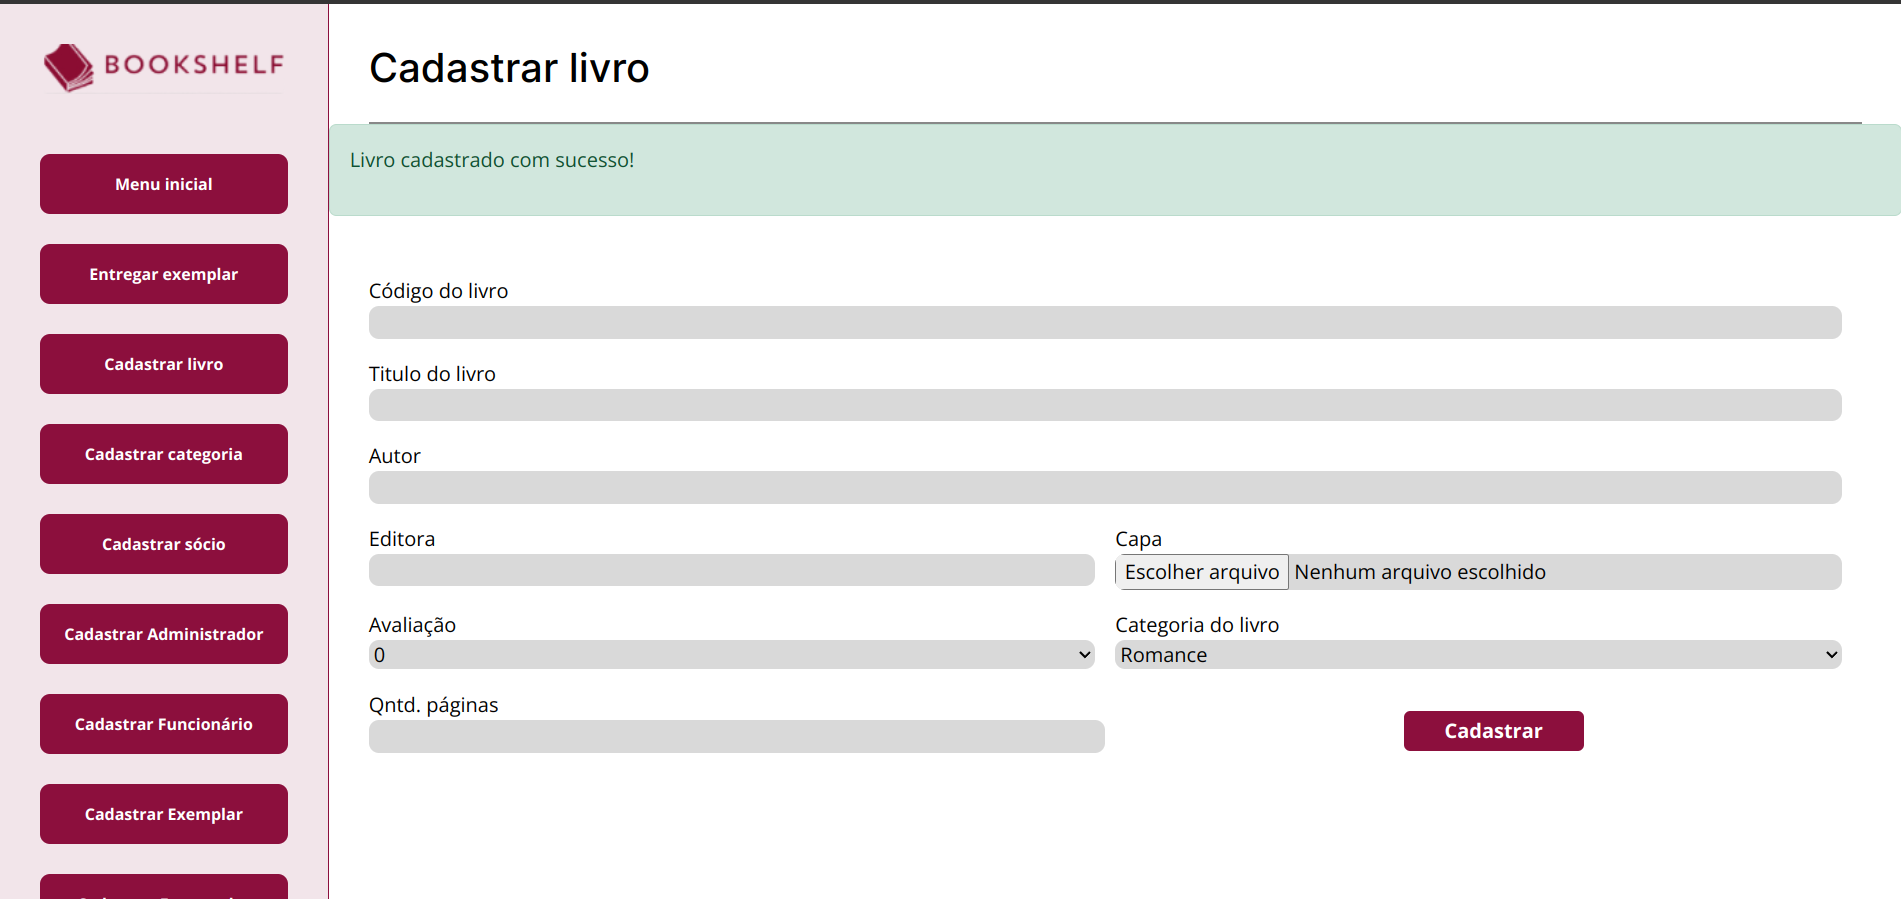 BOOKSHELF
Menu inicial
Entregar exemplar
Cadastrar livro
Cadastrar categoria
Cadastrar sócio
Cadastrar Administrador
Cadastrar Funcionário
Cadastrar Exemplar
Cadastrar livro
Livro cadastrado com sucesso!
Código do livro
Titulo do livro
Autor
Editora
Capa
Escolher arquivo Nenhum arquivo escolhido
Avaliação
0
Categoria do livro
Romance
Qntd. páginas
Cadastrar